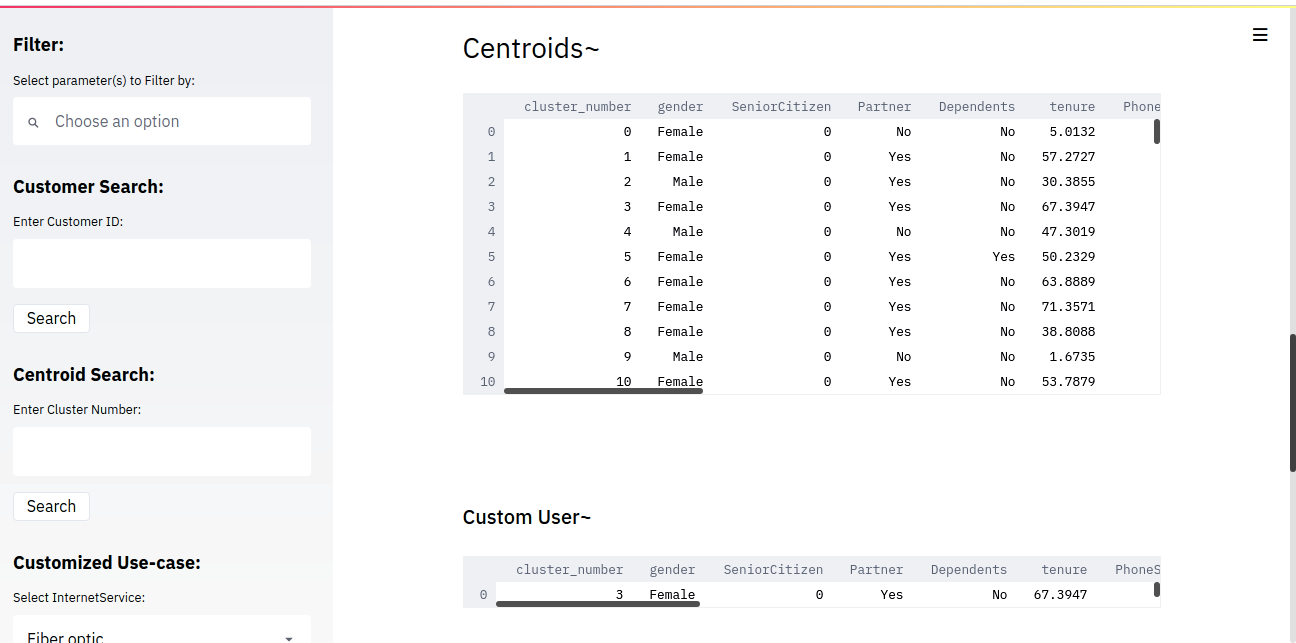 Filter:
Select parameter(s) to Filter by:
Choose an option
Customer Search:
Enter Customer ID:
Search
Centroid Search:
Enter Cluster Number:
Search
Customized Use-case:
Select InternetService:
Fiber optic
Centroids~
cluster_number gender SeniorCitizen Partner Dependents tenure Phone
0 0 Female 0 No No 5.0132
1 1 Female 0 Yes No 57.2727
2 2 Male 0 Yes No 30.3855
3 3 Female 0 Yes No 67.3947
4 4 Male 0 No No 47.3019
5 5 Female 0 Yes Yes 50.2329
6 6 Female 0 Yes No 63.8889
7 7 Female 0 Yes No 71.3571
8 8 Female 0 Yes No 38.8088
9 9 Male 0 No No 1.6735
10 10 Female 0 Yes No 53.7879
Custom User~
cluster_number gender SeniorCitizen Partner Dependents tenure PhoneS
0 3 Female 0 Yes No 67.3947